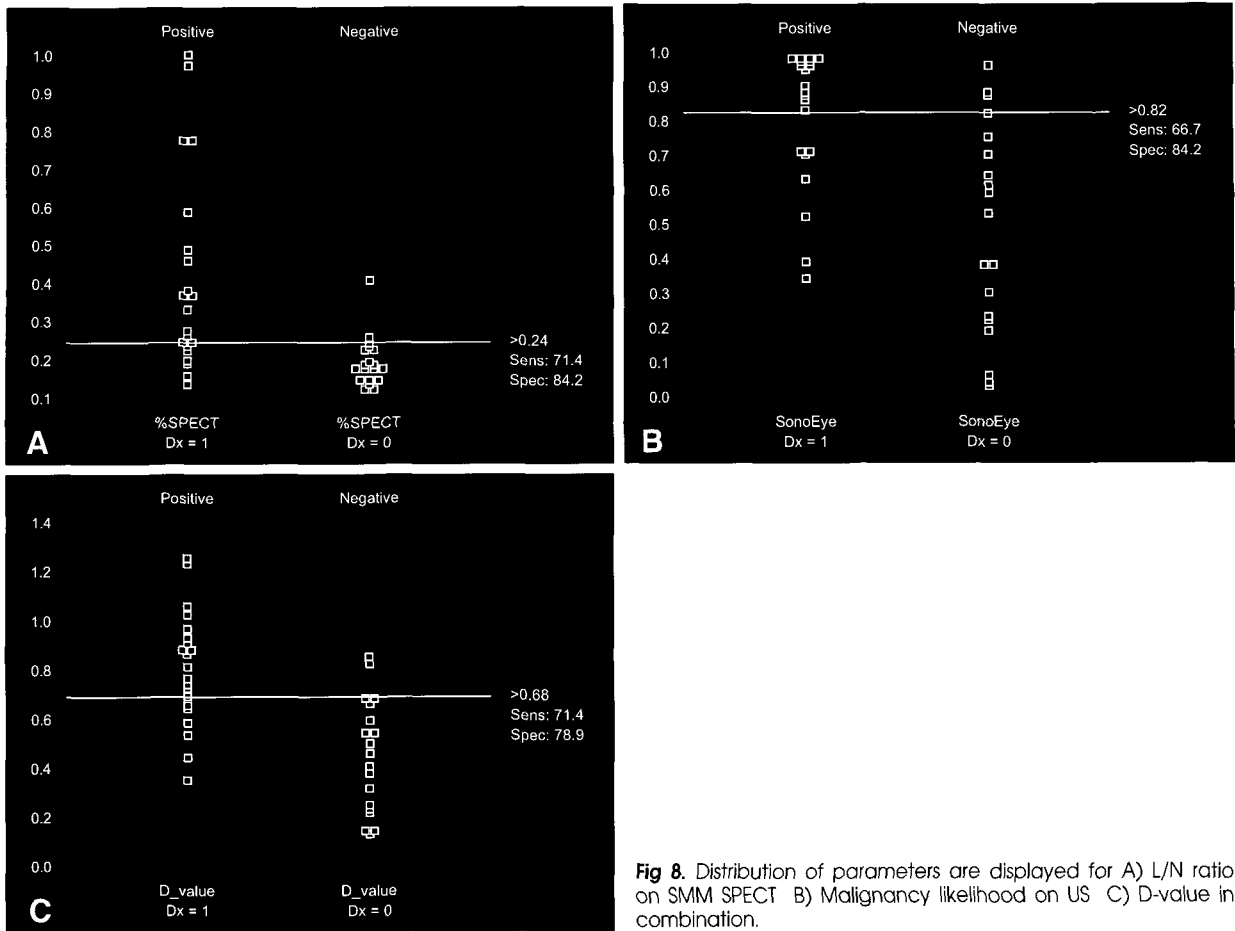 Positive Negative
1.0
0.9
0.8
0.7
0.6
0.5
0.4
0.3
0.2
0.1
>0.24
Sens: 71.4
Spec: 84.2
%SPECT %SPECT
Dx = 1 Dx = 0
A
Positive Negative
1.0
0.9
0.8
0.7
0.6
0.5
0.4
0.3
0.2
0.1
0.0
>0.82
Sens: 66.7
Spec: 84.2
SonoEye SonoEye
Dx = 1 Dx = 0
B
Positive Negative
1.4
1.2
1.0
0.8
0.6
0.4
0.2
0.0
>0.68
Sens: 71.4
Spec: 78.9
D_value D_value
Dx = 1 Dx = 0
C
Fig 8. Distribution of parameters are displayed for A) L/N ratio
on SMM SPECT B) Malignancy likelihood on US C) D-value in
combination.